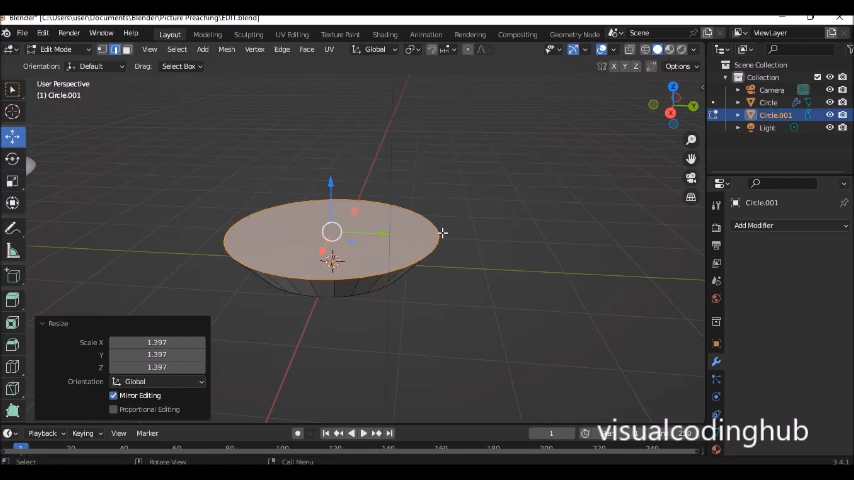 Blender* [C:\Users\user\Documents\Blender\Picture Preaching\EDIT.blend]
File Edit Render Window Help Layout Modeling Sculpting UV Editing Texture Paint Shading Animation Rendering Compositing Geometry Node Scene ViewLayer
Edit Mode View Select Add Mesh Vertex Edge Face UV Global
Orientation: Default Drag: Select Box X Y Z Options
User Perspective
(1) Circle.001
Scene Collection
Collection
Camera
Circle
Circle.001
Light
Circle.001
Add Modifier
Z
Y
X
Resize
Scale X 1.397
Y 1.397
Z 1.397
Orientation Global
Mirror Editing
Proportional Editing
Playback Keying View Marker 1 250
visualcodinghub
Select Rotate View Call Menu 3.4.1